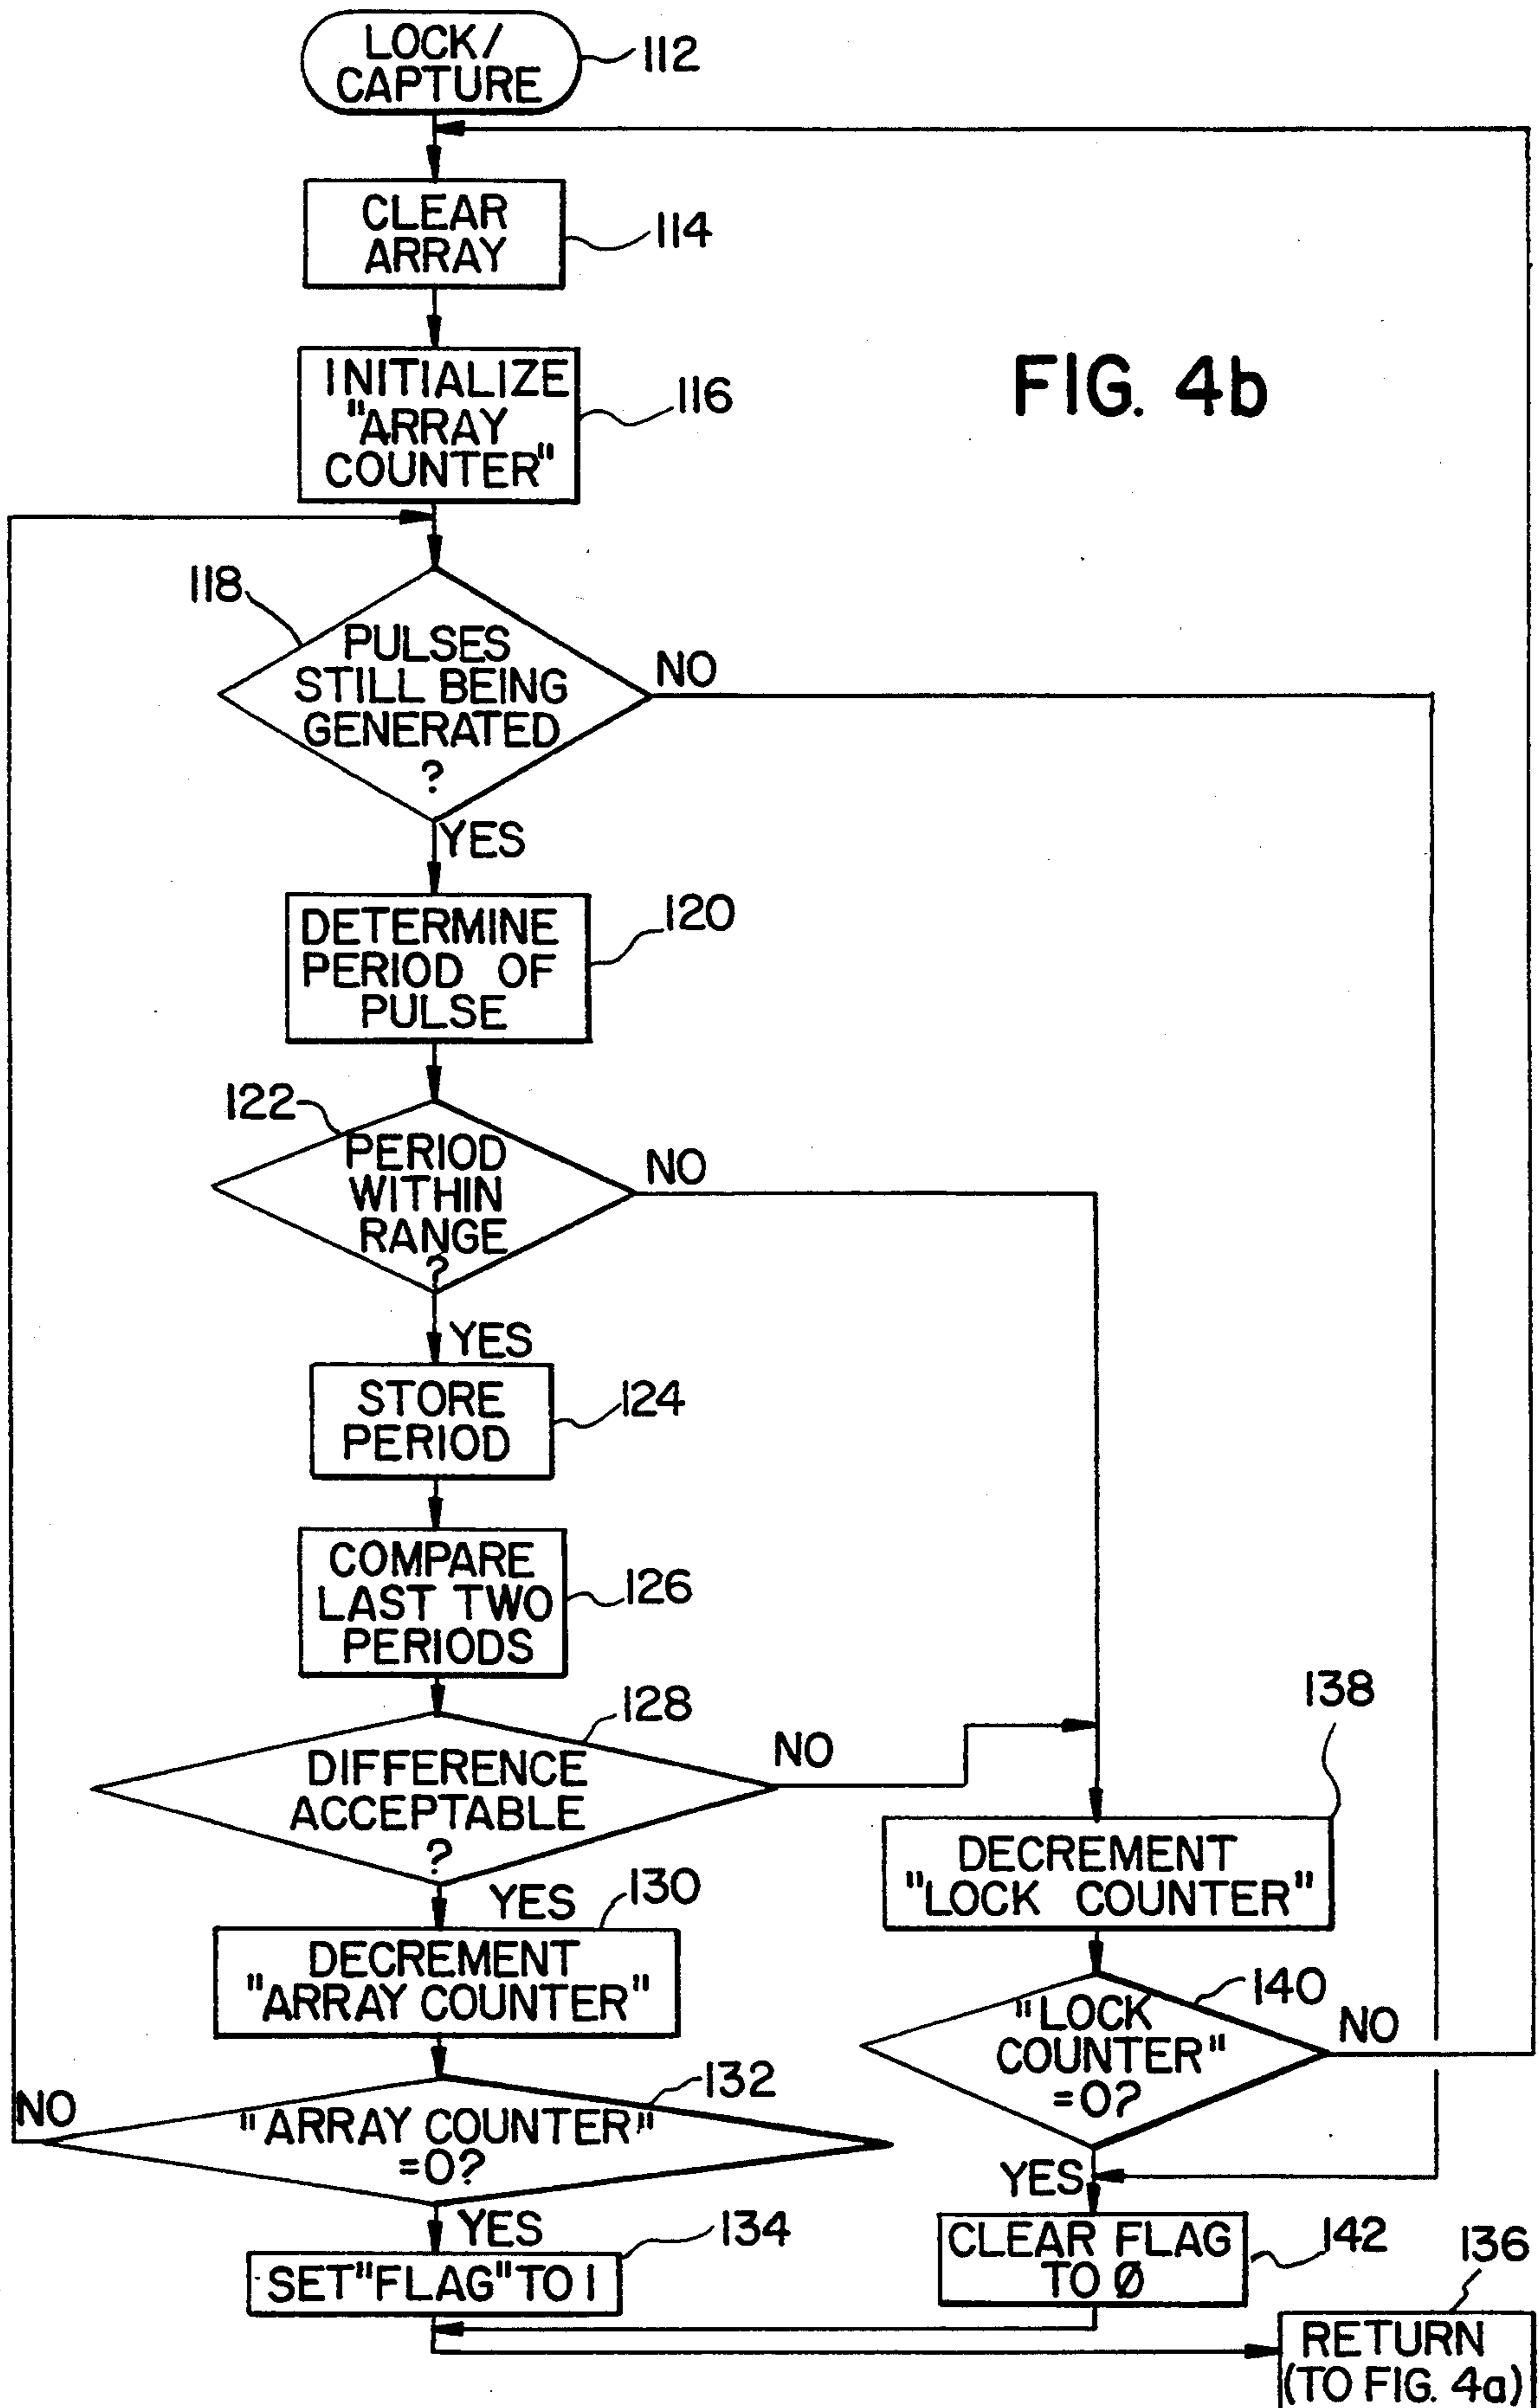 LOCK/
CAPTURE
112
CLEAR
ARRAY
114
INITIALIZE
"ARRAY
COUNTER"
116
FIG. 4b
118
PULSES
STILL BEING
GENERATED
?
NO
YES
DETERMINE
PERIOD OF
PULSE
120
122
PERIOD
WITHIN
RANGE
?
NO
YES
STORE
PERIOD
124
COMPARE
LAST TWO
PERIODS
126
128
DIFFERENCE
ACCEPTABLE
?
NO
YES
130
DECREMENT
"ARRAY COUNTER"
132
"ARRAY COUNTER"
=0?
NO
YES
134
SET "FLAG" TO 1
138
DECREMENT
"LOCK COUNTER"
140
"LOCK
COUNTER"
=0?
NO
YES
CLEAR FLAG
TO Ø
142
136
RETURN
(TO FIG. 4a)